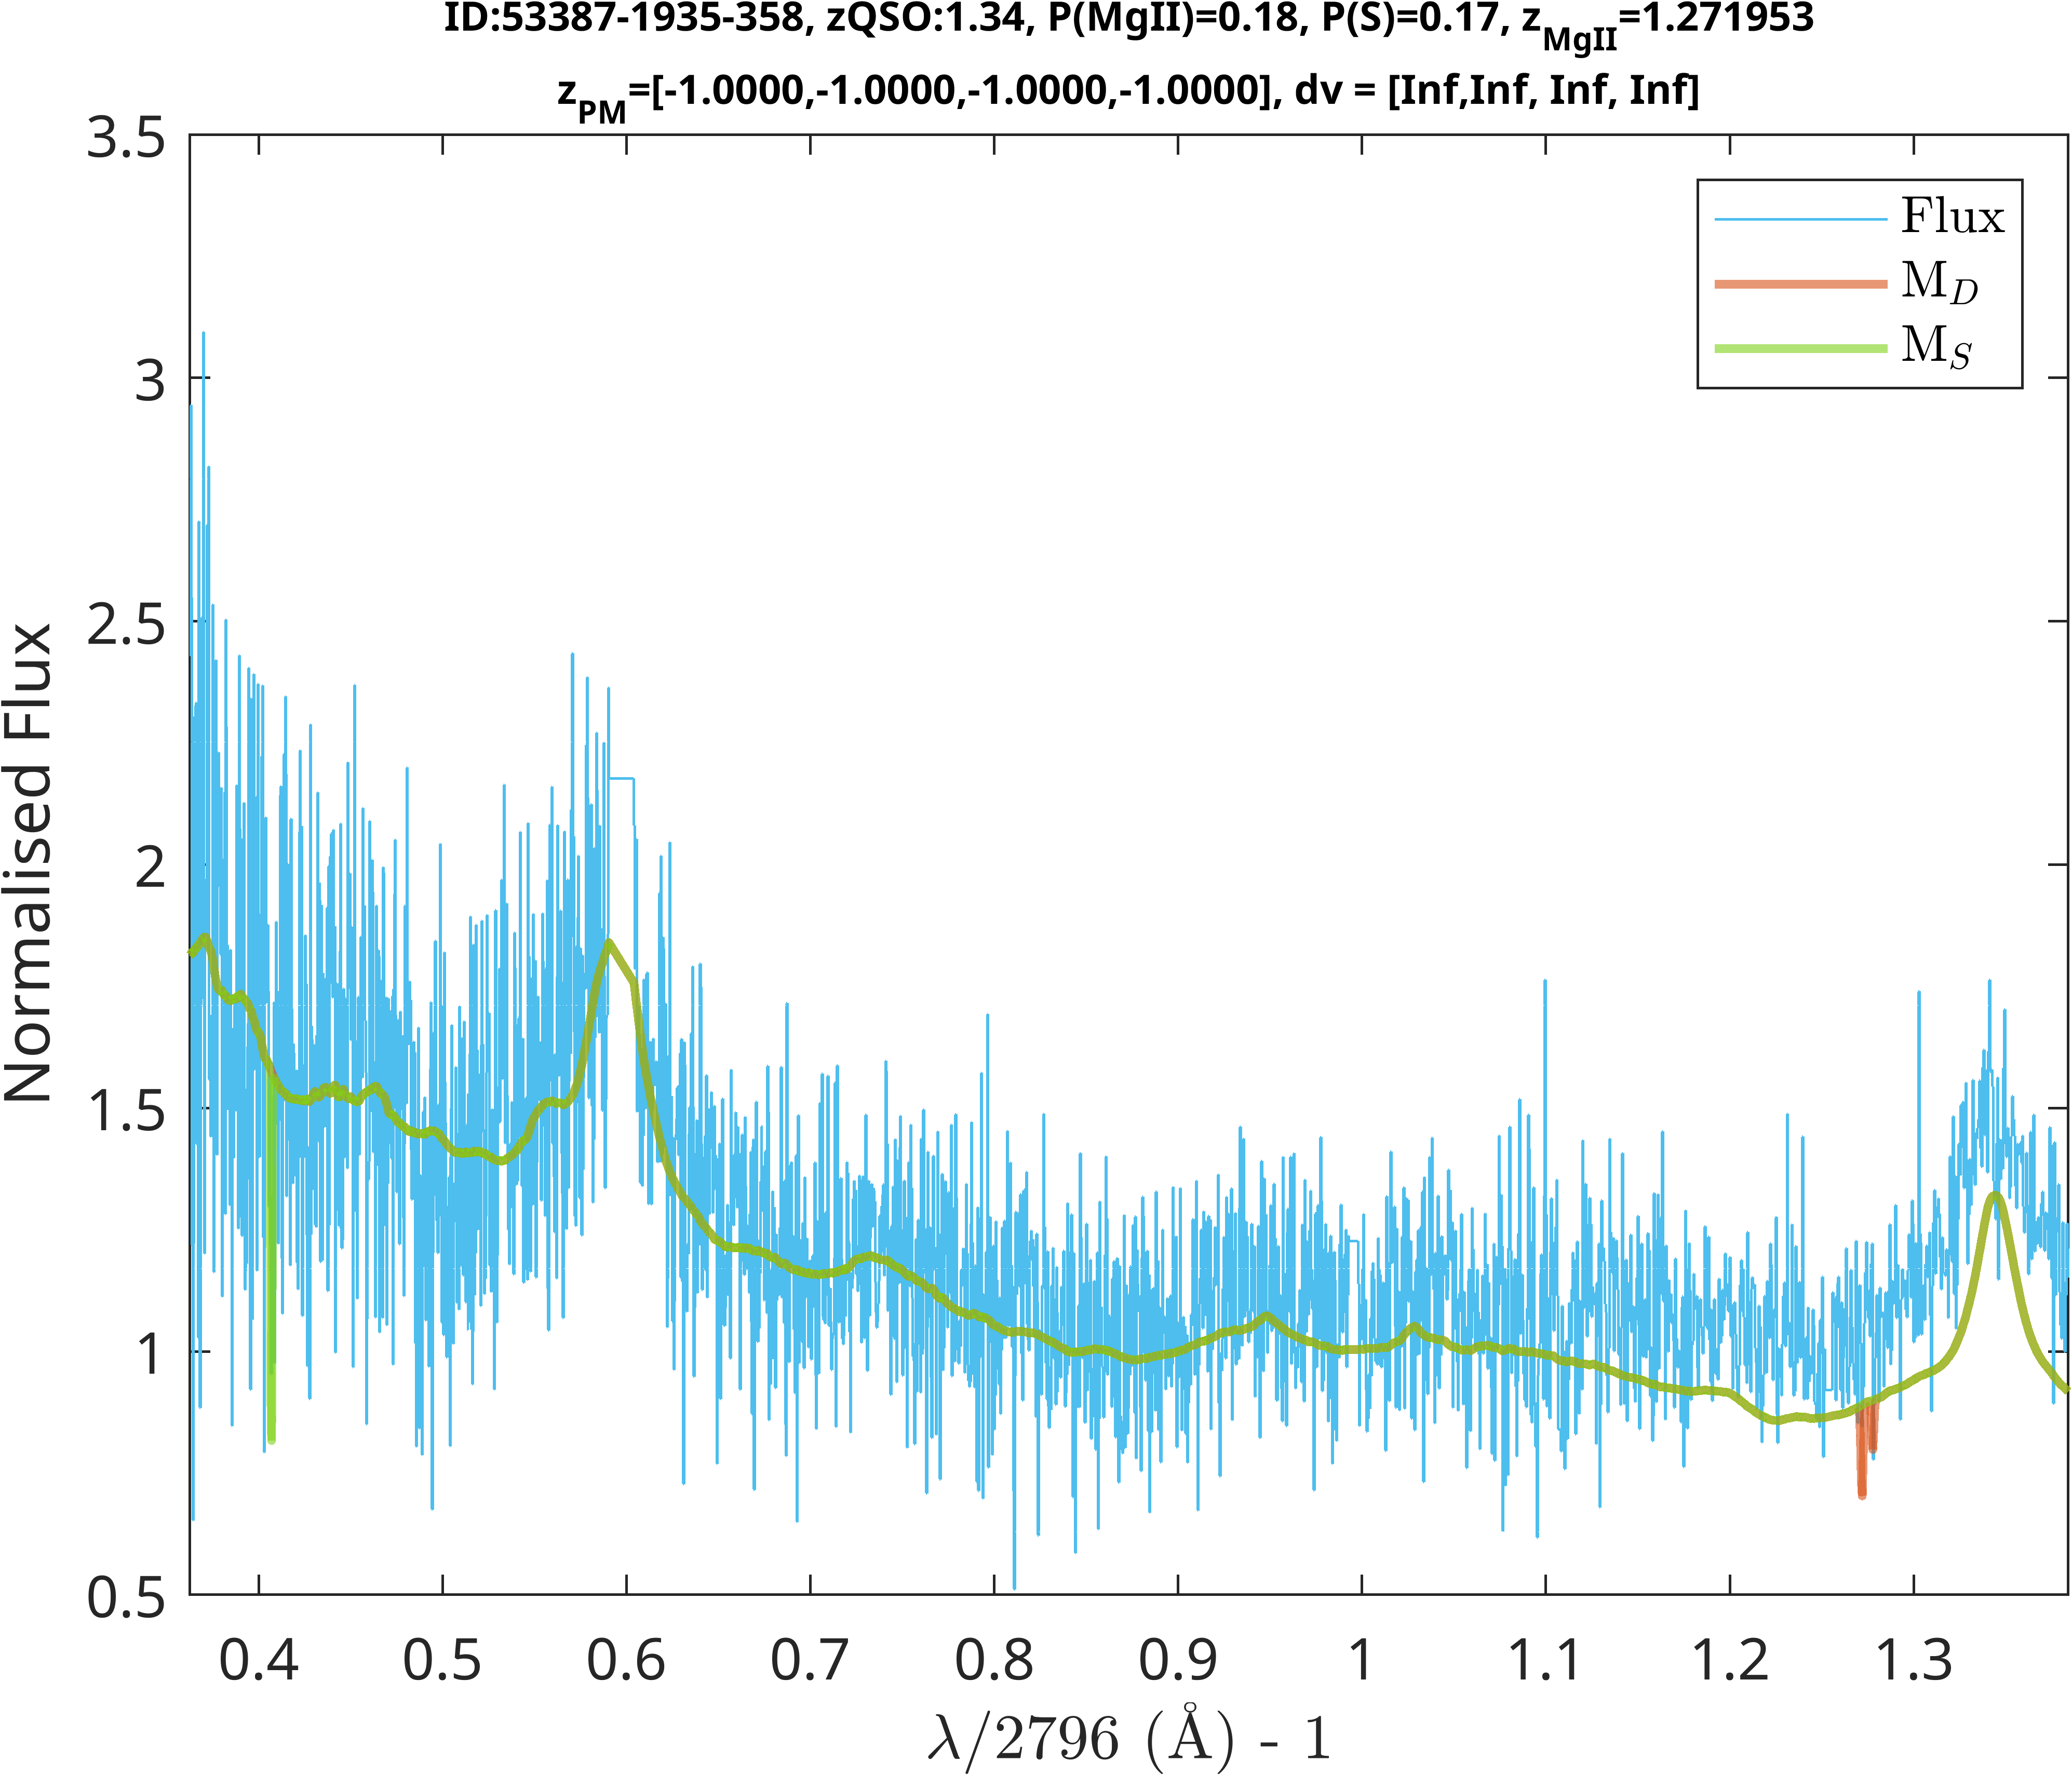 ID:53387-1935-358, zQSO:1.34, P(MgII)=0.18, P(S)=0.17, zMgII=1.271953
zPM=[-1.0000,-1.0000,-1.0000,-1.0000], dv = [Inf,Inf, Inf, Inf]
3.5
3
2.5
2
1.5
1
0.5
Normalised Flux
Flux
MD
MS
0.4 0.5 0.6 0.7 0.8 0.9 1 1.1 1.2 1.3
λ/2796 (Å) - 1